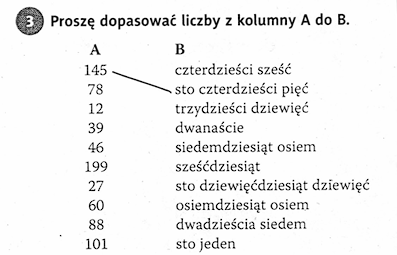 3 Proszę dopasować liczby z kolumny A do B.
A B
145 czterdzieści sześć
78 sto czterdzieści pięć
12 trzydzieści dziewięć
39 dwanaście
46 siedemdziesiąt osiem
199 sześćdziesiąt
27 sto dziewięćdziesiąt dziewięć
60 osiemdziesiąt osiem
88 dwadzieścia siedem
101 sto jeden